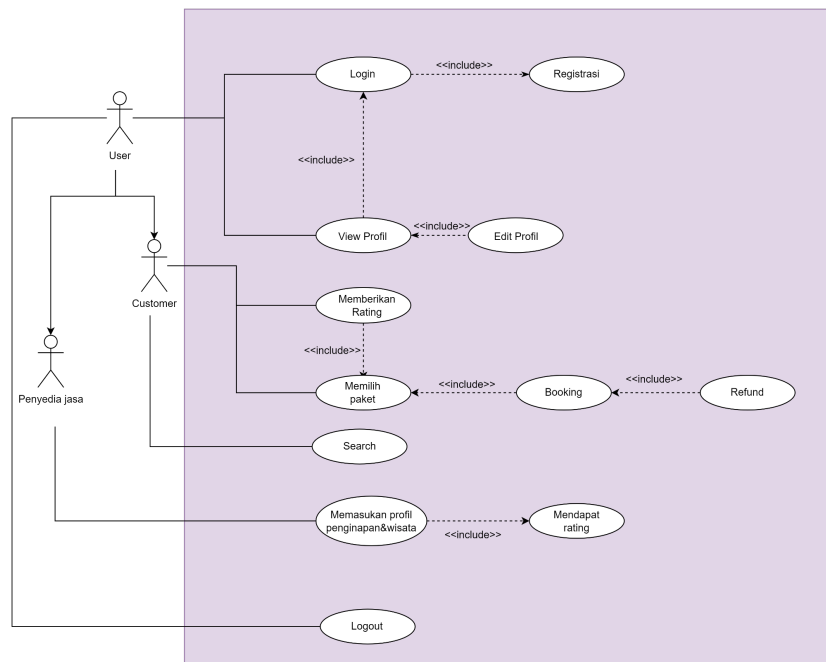 <<include>>
Login
Registrasi
User
<<include>>
<<include>>
View Profil
Edit Profil
Customer
Memberikan
Rating
<<include>>
<<include>>
<<include>>
Memilih
paket
Booking
Refund
Penyedia jasa
Search
Memasukan profil
penginapan&wisata
Mendapat
rating
<<include>>
Logout